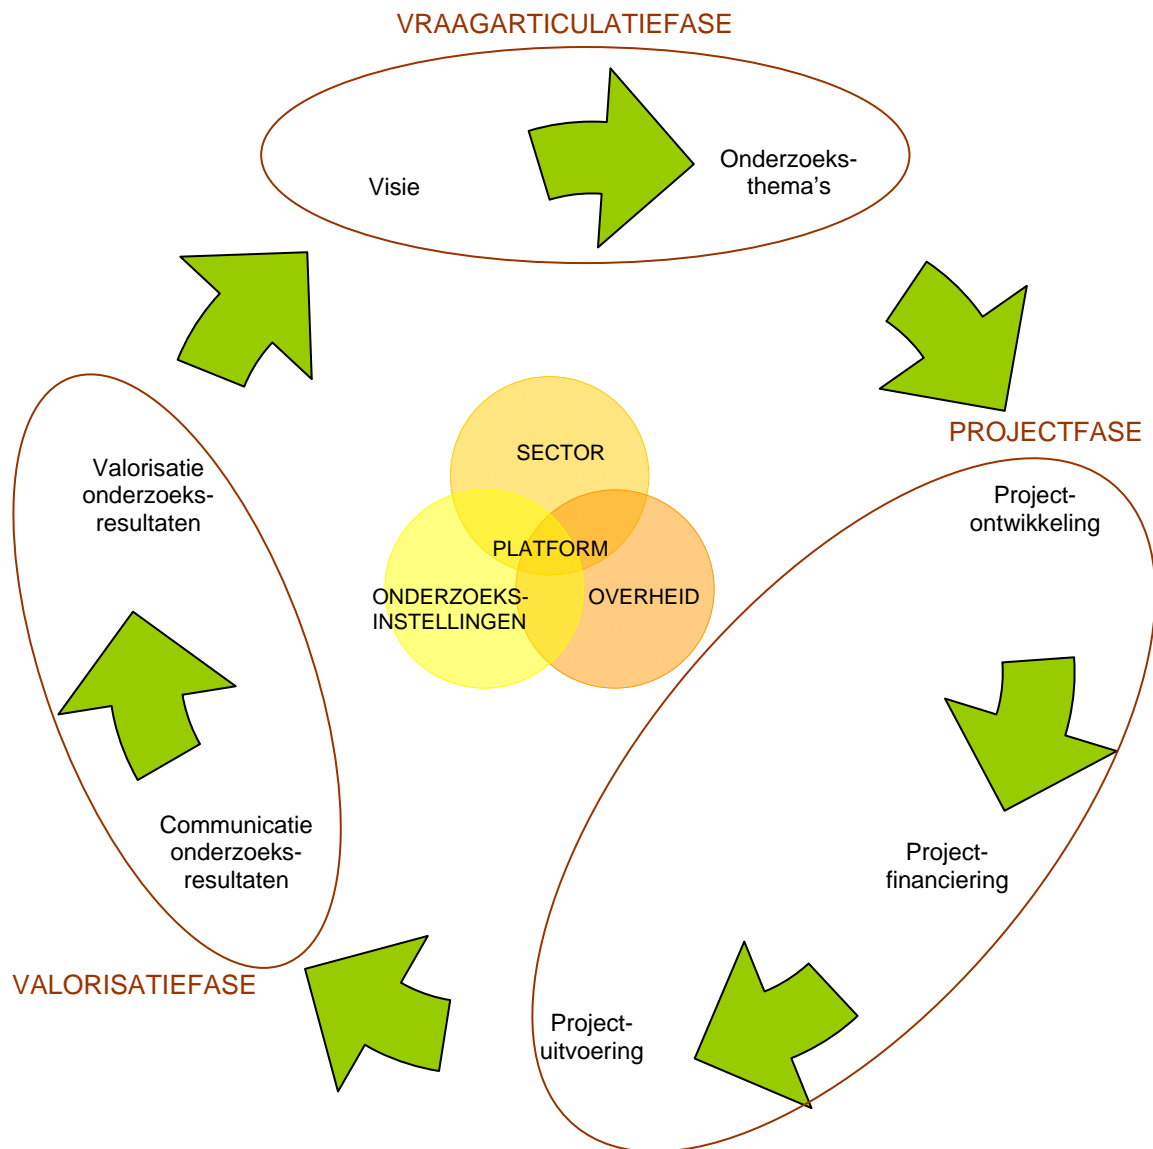 VRAAGARTICULATIEFASE
Visie
Onderzoeks-
thema's
PROJECTFASE
Project-
ontwikkeling
Project-
financiering
Project-
uitvoering
VALORISATIEFASE
Communicatie
onderzoeks-
resultaten
Valorisatie
onderzoeks-
resultaten
SECTOR
PLATFORM
ONDERZOEKS-
INSTELLINGEN
OVERHEID